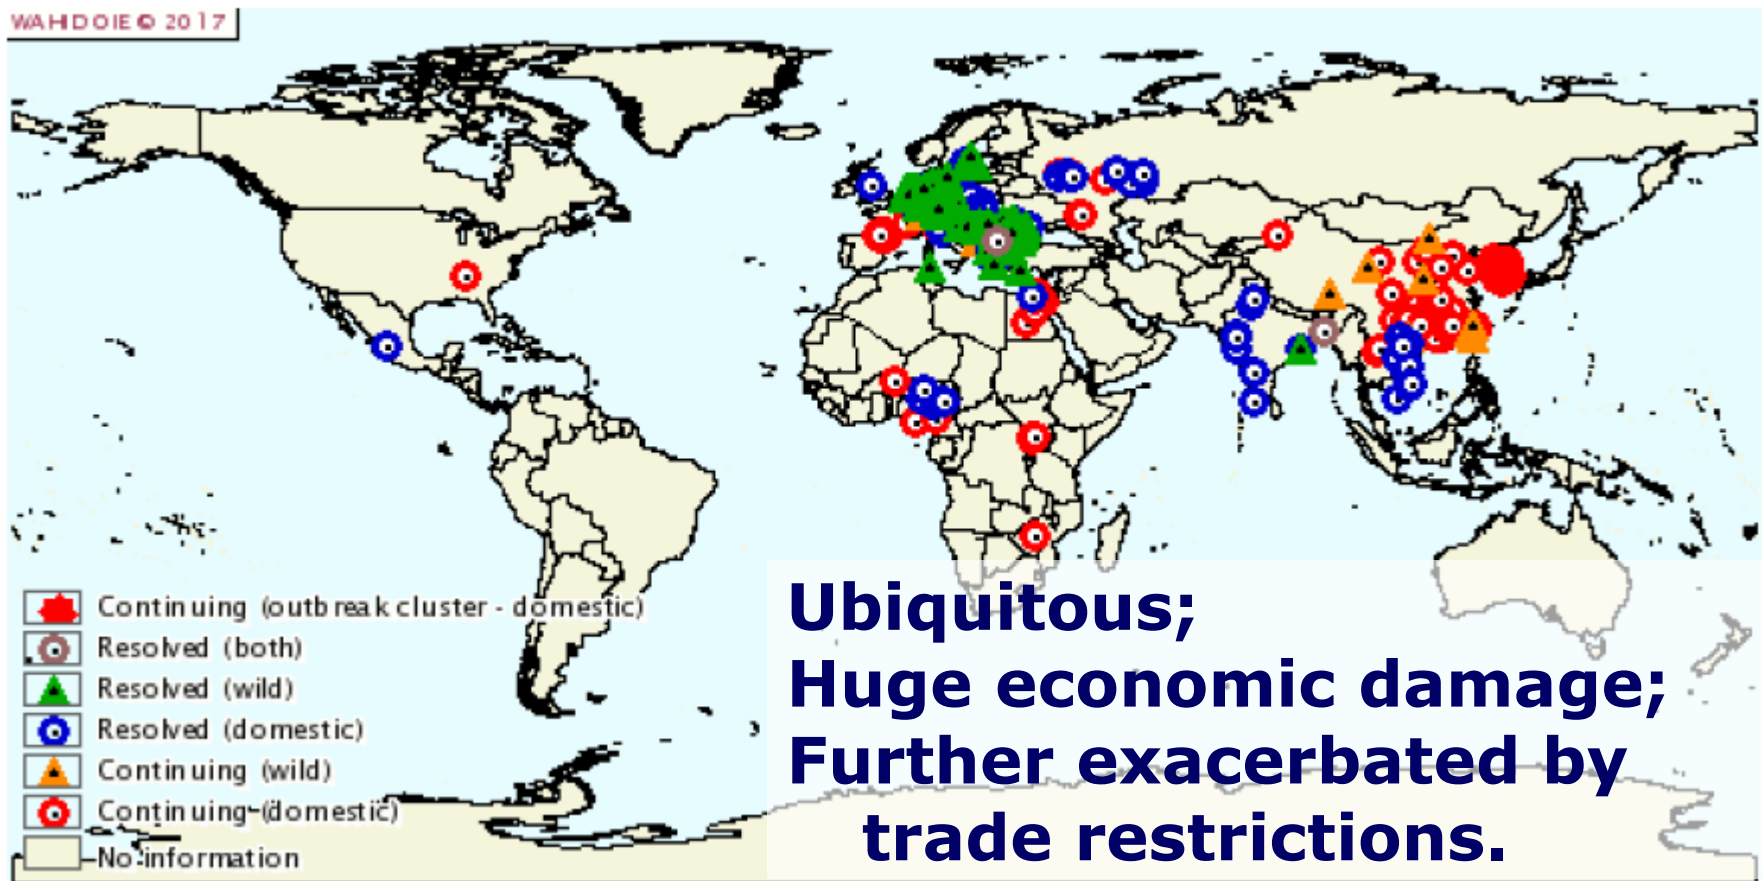 WAHID OIE © 2017
Continuing (outbreak cluster - domestic)
Resolved (both)
Resolved (wild)
Resolved (domestic)
Continuing (wild)
Continuing (domestic)
No information
Ubiquitous;
Huge economic damage;
Further exacerbated by
trade restrictions.